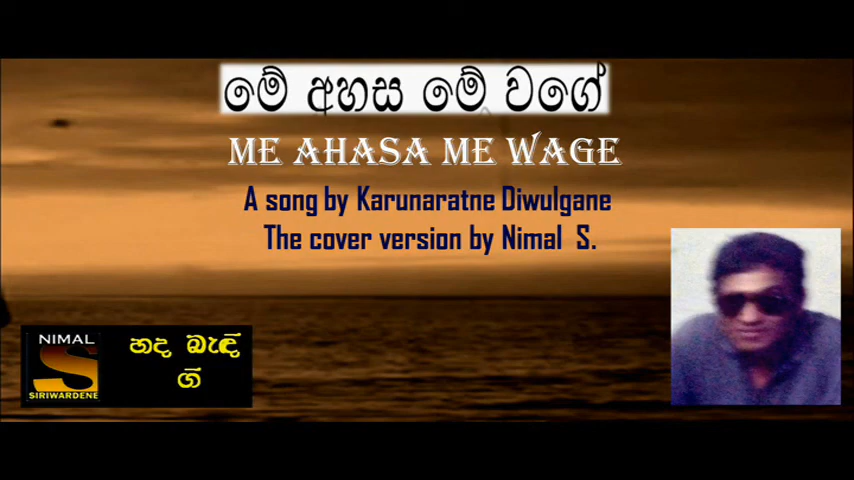 මේ අහස මේ වගේ
ME AHASA ME WAGE
A song by Karunaratne Diwulgane
The cover version by Nimal S.
NIMAL
S
SIRIWARDENE
හද බැඳි
ගී